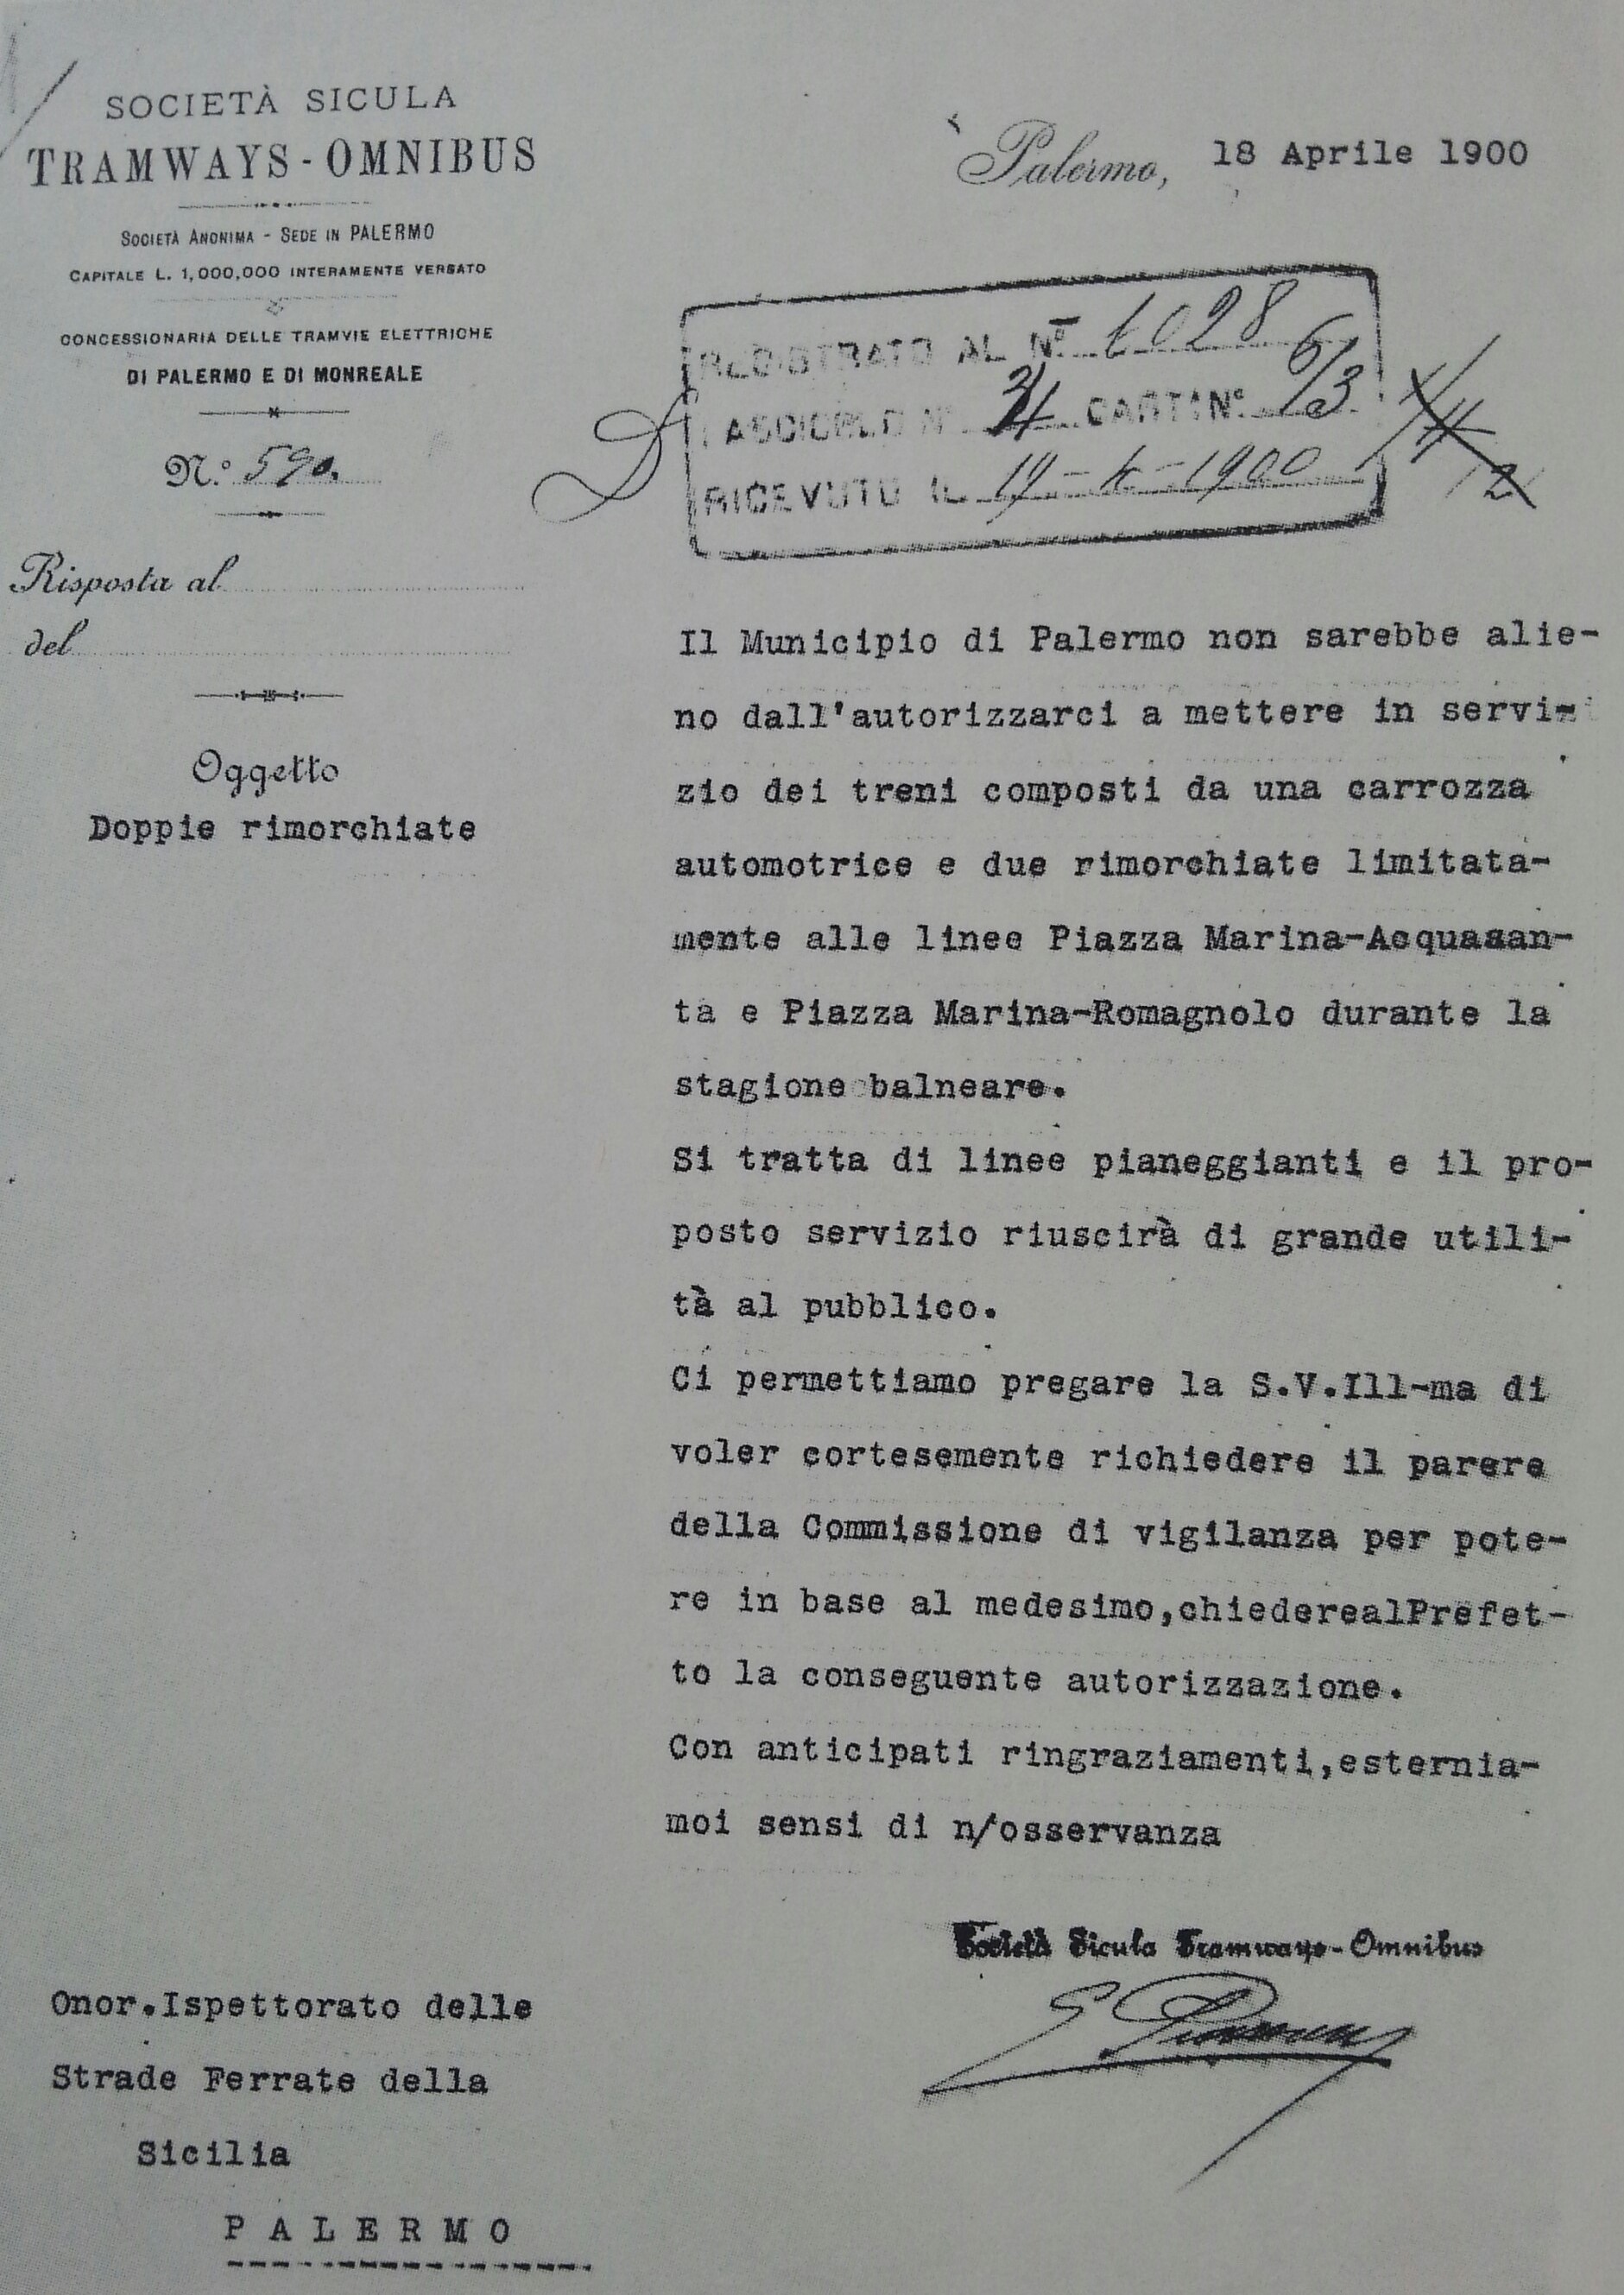 SOCIETÀ SICULA
TRAMWAYS-OMNIBUS
SOCIETÀ ANONIMA - SEDE IN PALERMO
CAPITALE L. 1,000,000 INTERAMENTE VERSATO
CONCESSIONARIA DELLE TRAMVIE ELETTRICHE
DI PALERMO E DI MONREALE
N.º 590.
Risposta al
del
Oggetto
Doppie rimorchiate
Palermo, 18 Aprile 1900
REGISTRATO AL Nº 1028
FASCICOLO Nº CART. Nº
RICEVUTO IL 19-4-1900
Il Municipio di Palermo non sarebbe alie-
no dall'autorizzarci a mettere in servi-
zio dei treni composti da una carrozza
automotrice e due rimorchiate limitata-
mente alle linee Piazza Marina-Acquasan-
ta e Piazza Marina-Romagnolo durante la
stagione balneare.
Si tratta di linee pianeggianti e il pro-
posto servizio riuscirà di grande utili-
tà al pubblico.
Ci permettiamo pregare la S.V.Ill-ma di
voler cortesemente richiedere il parere
della Commissione di vigilanza per pote-
re in base al medesimo,chiederealPrefet-
to la conseguente autorizzazione.
Con anticipati ringraziamenti,esternia-
moi sensi di n/osservanza
Società Sicula Tramways-Omnibus
Onor.Ispettorato delle
Strade Ferrate della
Sicilia
PALERMO